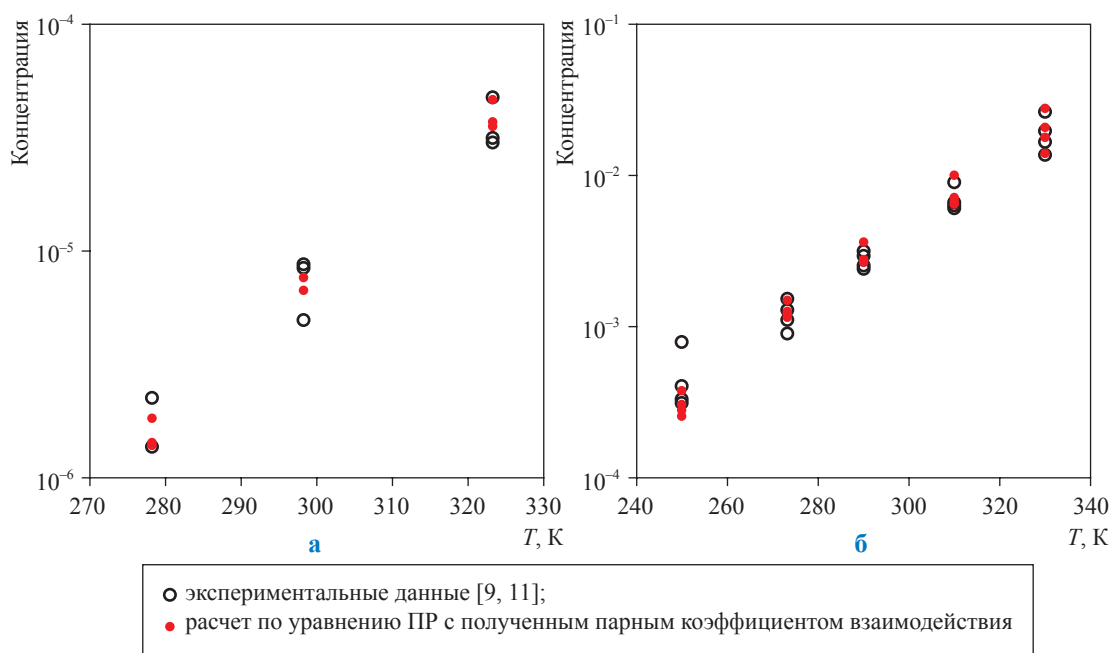 Концентрация
10⁻⁴
10⁻⁵
10⁻⁶
270 280 290 300 310 320 330
T, К
а
Концентрация
10⁻¹
10⁻²
10⁻³
10⁻⁴
240 260 280 300 320 340
T, К
б
экспериментальные данные [9, 11];
расчет по уравнению ПР с полученным парным коэффициентом взаимодействия